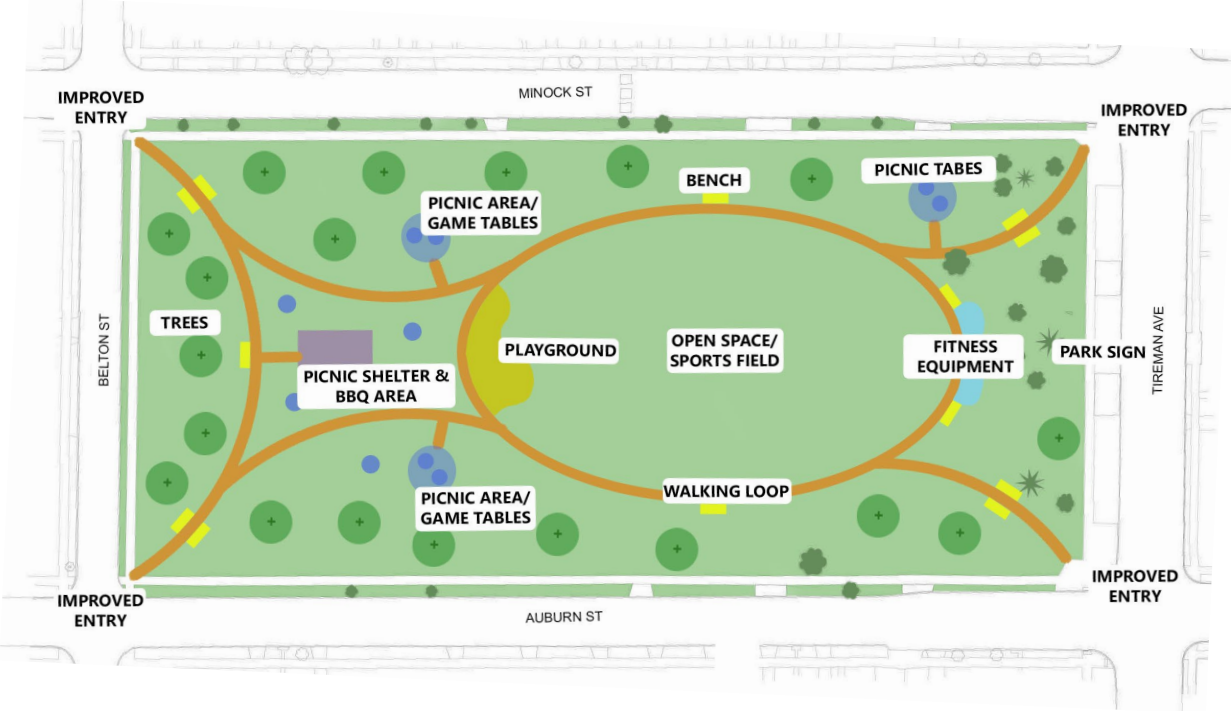 MINOCK ST
IMPROVED
ENTRY
IMPROVED
ENTRY
PICNIC TABES
BENCH
PICNIC AREA/
GAME TABLES
TREES
BELTON ST
PLAYGROUND
OPEN SPACE/
SPORTS FIELD
FITNESS
EQUIPMENT
PARK SIGN
TIREMAN AVE
PICNIC SHELTER &
BBQ AREA
WALKING LOOP
PICNIC AREA/
GAME TABLES
IMPROVED
ENTRY
IMPROVED
ENTRY
AUBURN ST